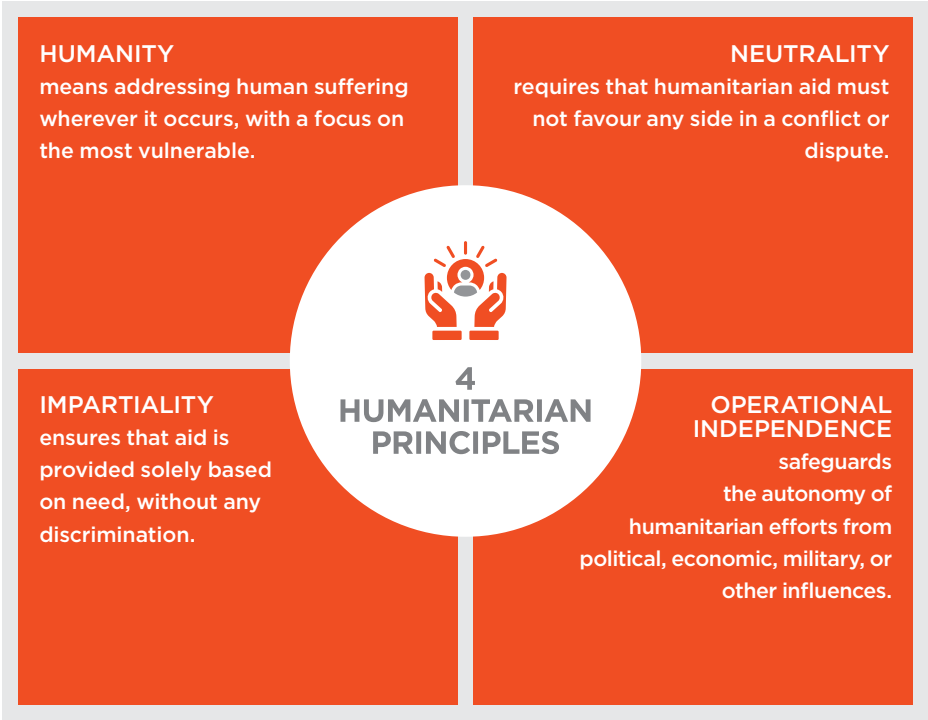 HUMANITY
means addressing human suffering
wherever it occurs, with a focus on
the most vulnerable.
NEUTRALITY
requires that humanitarian aid must
not favour any side in a conflict or
dispute.
4
HUMANITARIAN
PRINCIPLES
IMPARTIALITY
ensures that aid is
provided solely based
on need, without any
discrimination.
OPERATIONAL
INDEPENDENCE
safeguards
the autonomy of
humanitarian efforts from
political, economic, military, or
other influences.